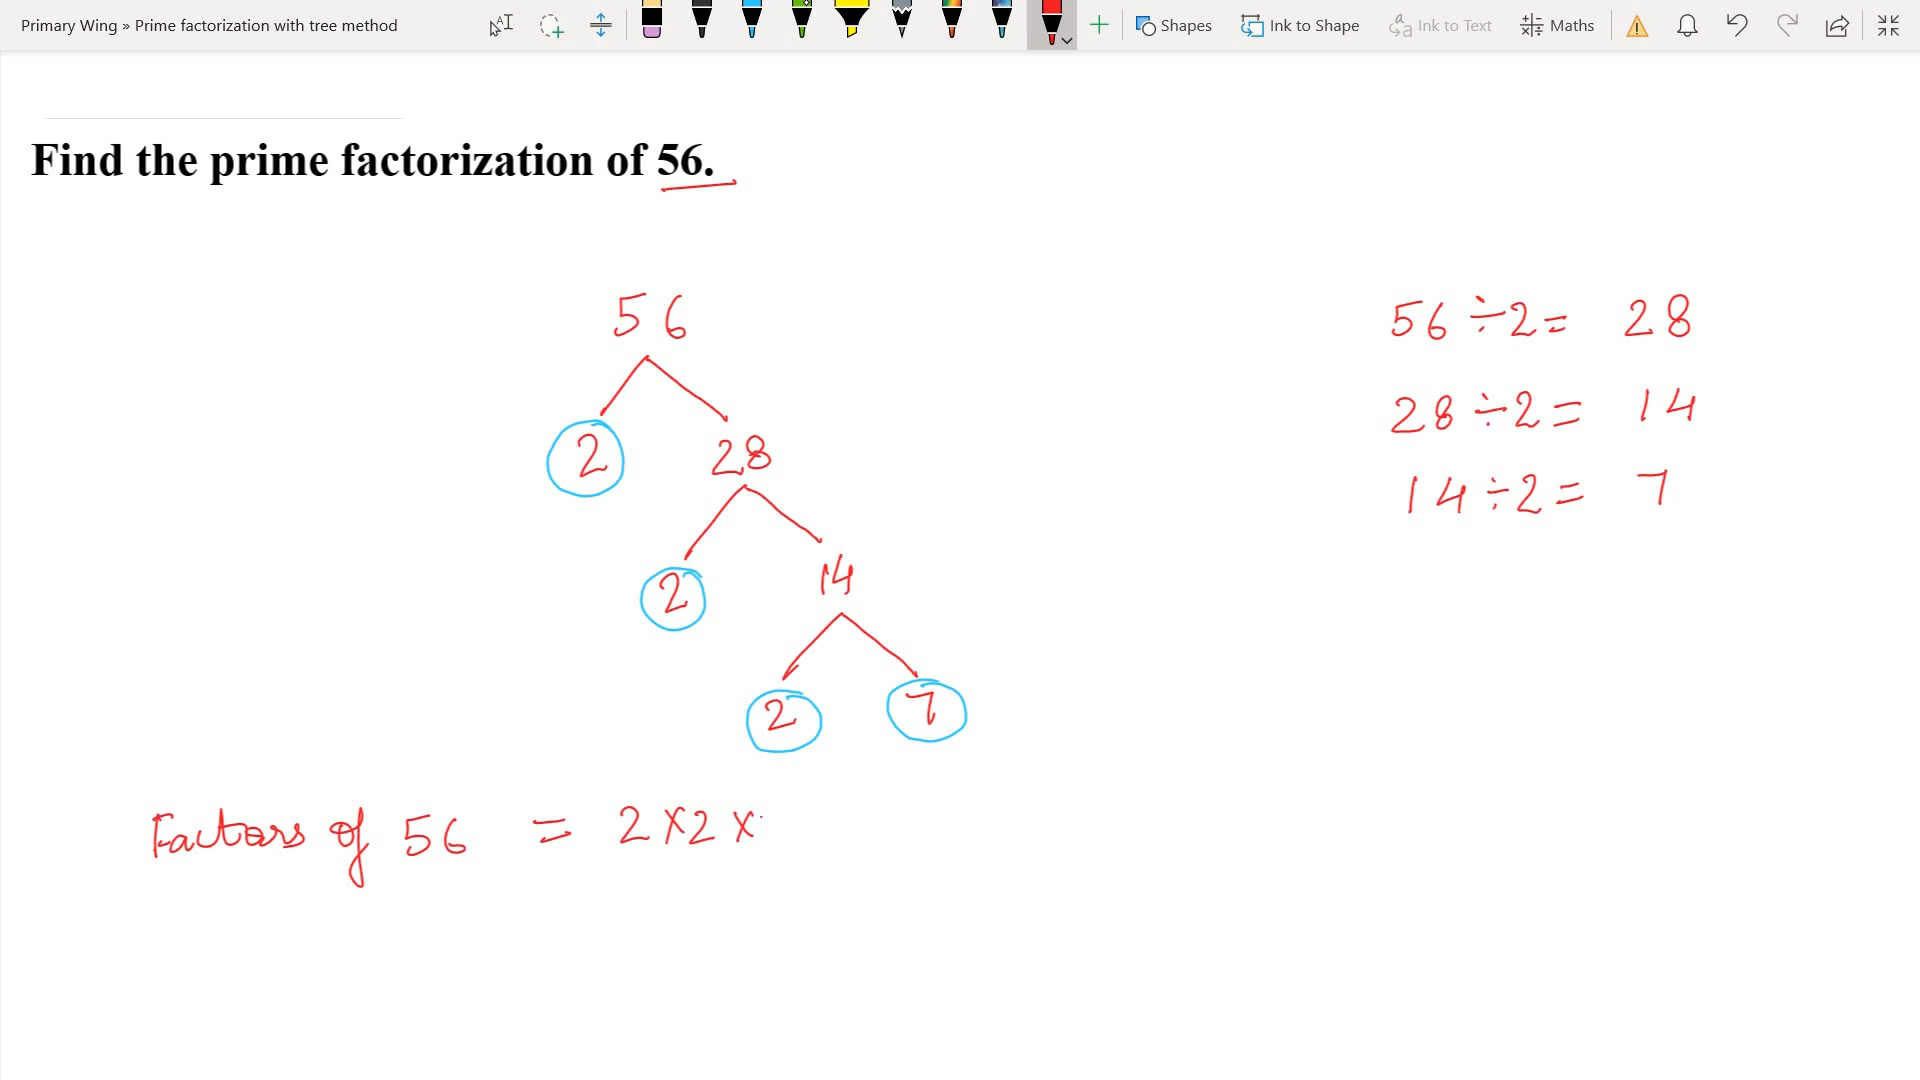 Primary Wing » Prime factorization with tree method
Shapes
Ink to Shape
Ink to Text
Maths
Find the prime factorization of 56.
56
2 28
2 14
2 7
56 ÷ 2 = 28
28 ÷ 2 = 14
14 ÷ 2 = 7
Factors of 56 = 2 × 2 ×